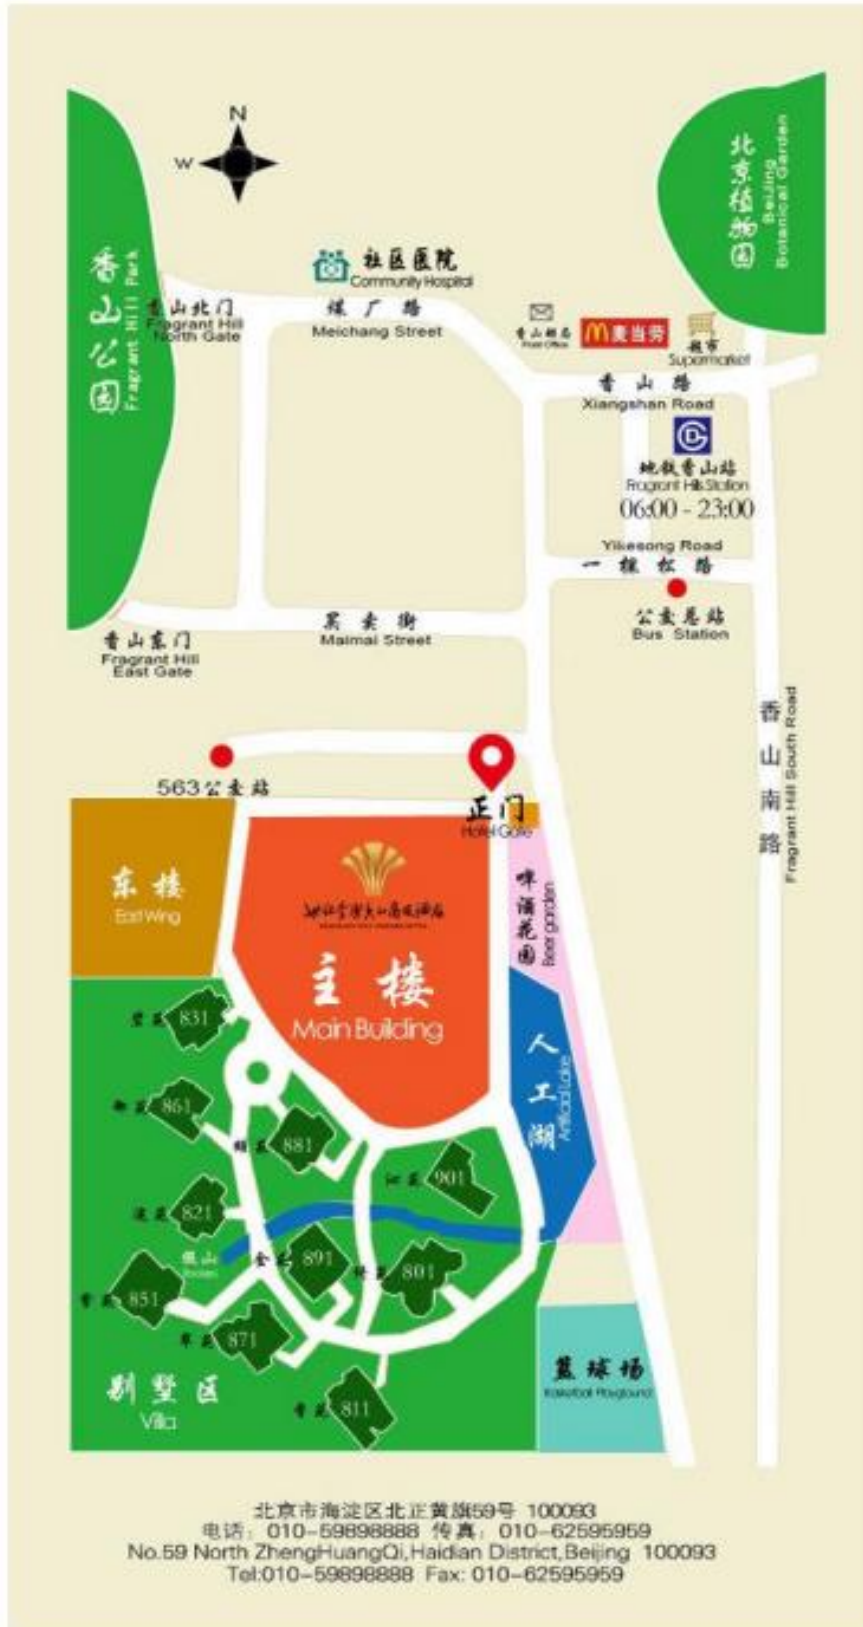 N
W
北京植物园
BeiJing
Botanical Garden
香山公园
Fragrant Hill Park
社区医院
Community Hospital
香山北门
Fragrant Hill
North Gate
煤厂路
Meichang Street
香山邮局
Post Office
麦当劳
超市
Supermarket
香山路
Xiangshan Road
地铁香山站
Fragrant Hills Station
06:00 - 23:00
Yikesong Road
一棵松路
公交总站
Bus Station
买卖街
Maimai Street
香山东门
Fragrant Hill
East Gate
香山南路
Fragrant Hill South Road
563公交站
正门
Hotel Gate
东楼
East Wing
主楼
Main Building
啤酒花园
Beer garden
人工湖
Artificial Lake
831
861
881
901
821
假山
891
801
851
871
811
别墅区
Villa
篮球场
Basketball Playground
北京市海淀区北正黄旗59号 100093
电话：010-59898888 传真：010-62595959
No.59 North ZhengHuangQi,Haidian District,Beijing 100093
Tel:010-59898888 Fax: 010-62595959